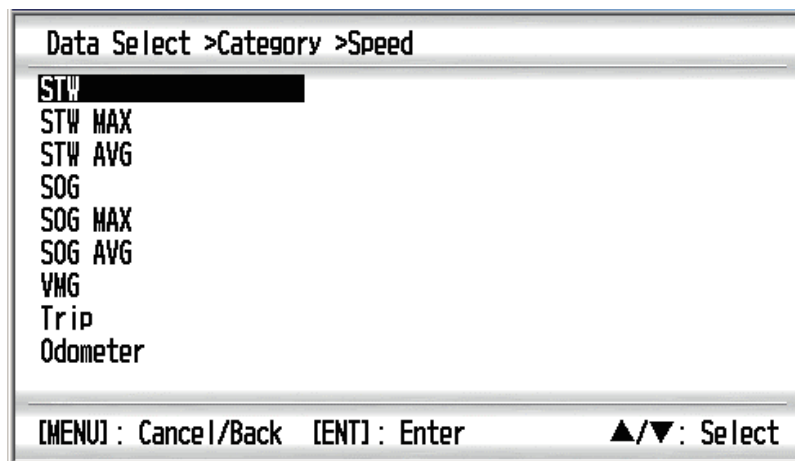 Data Select >Category >Speed
STW
STW MAX
STW AVG
SOG
SOG MAX
SOG AVG
VMG
Trip
Odometer
[MENU] : Cancel/Back [ENT] : Enter ▲/▼ : Select